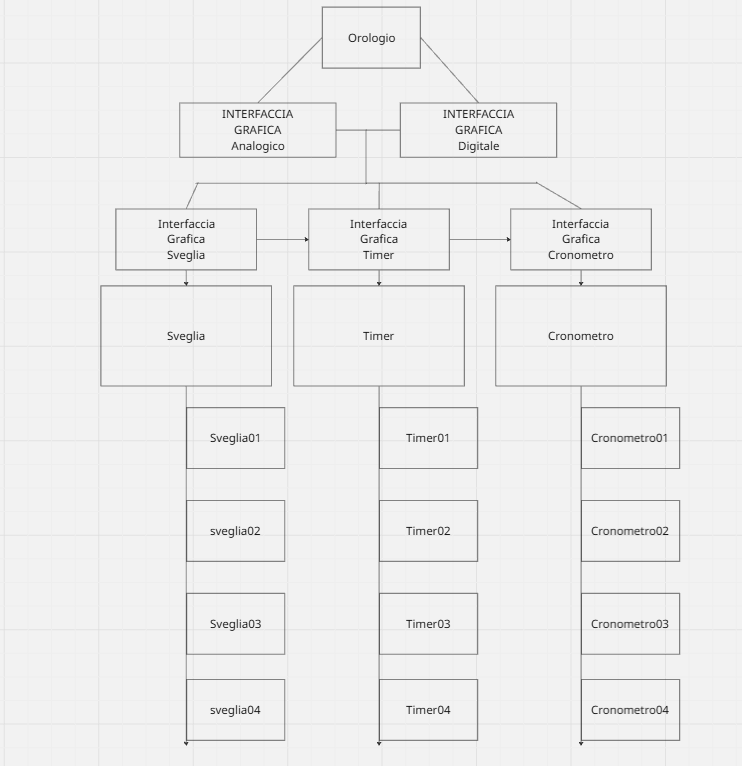 Orologio
INTERFACCIA
GRAFICA
Analogico
INTERFACCIA
GRAFICA
Digitale
Interfaccia
Grafica
Sveglia
Interfaccia
Grafica
Timer
Interfaccia
Grafica
Cronometro
Sveglia
Timer
Cronometro
Sveglia01
Timer01
Cronometro01
sveglia02
Timer02
Cronometro02
Sveglia03
Timer03
Cronometro03
sveglia04
Timer04
Cronometro04